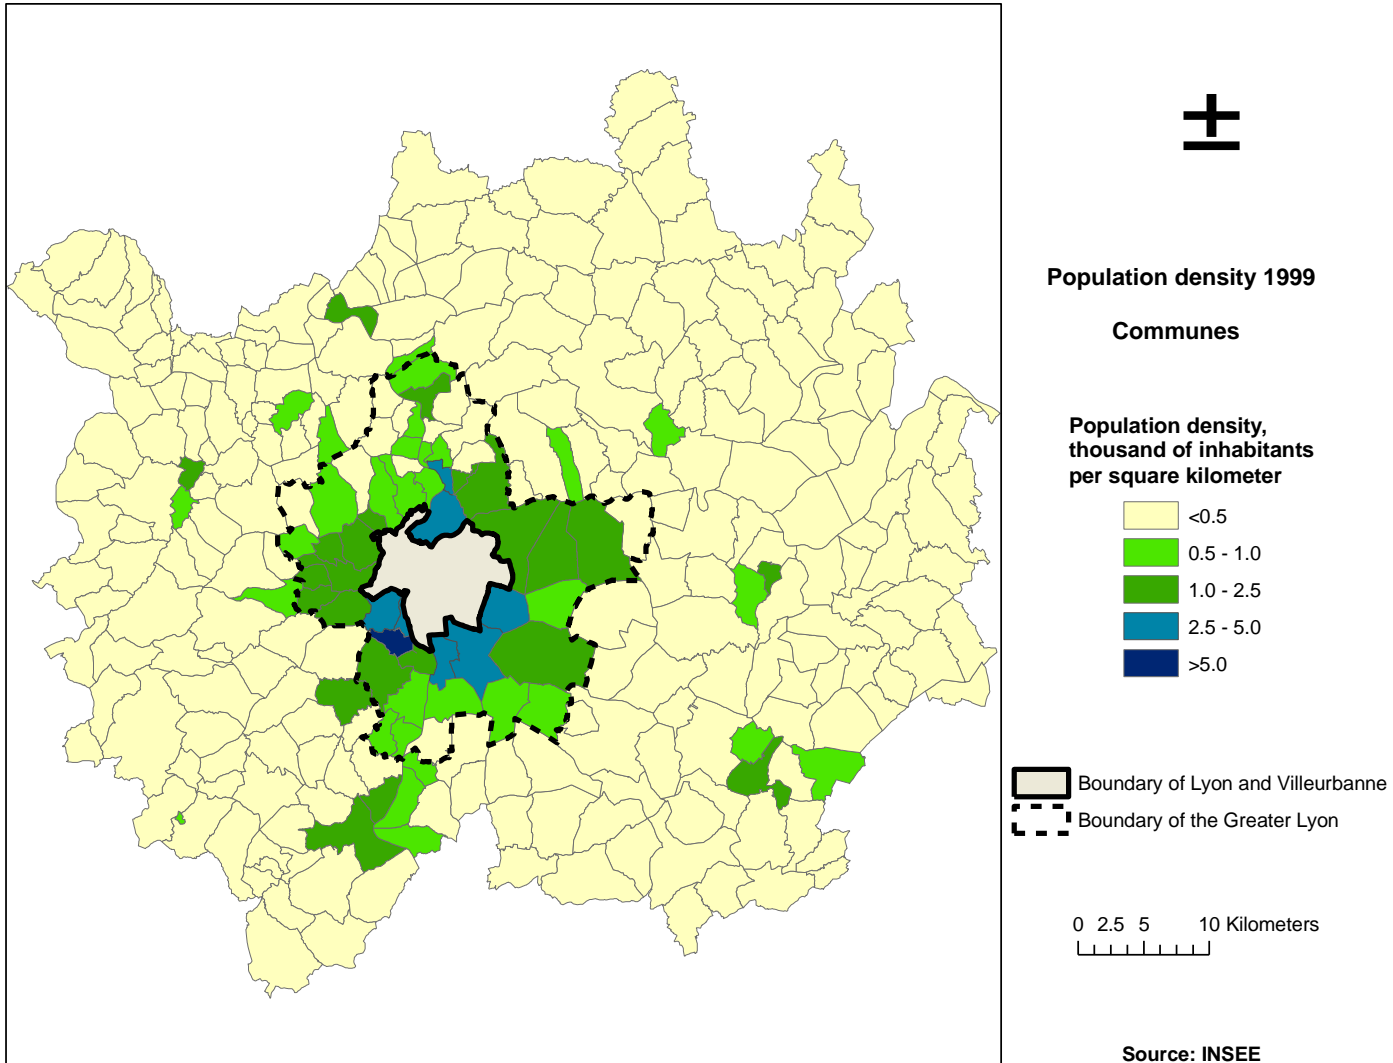 ±
Population density 1999
Communes
Population density,
thousand of inhabitants
per square kilometer
<0.5
0.5 - 1.0
1.0 - 2.5
2.5 - 5.0
>5.0
Boundary of Lyon and Villeurbanne
Boundary of the Greater Lyon
0 2.5 5 10 Kilometers
Source: INSEE